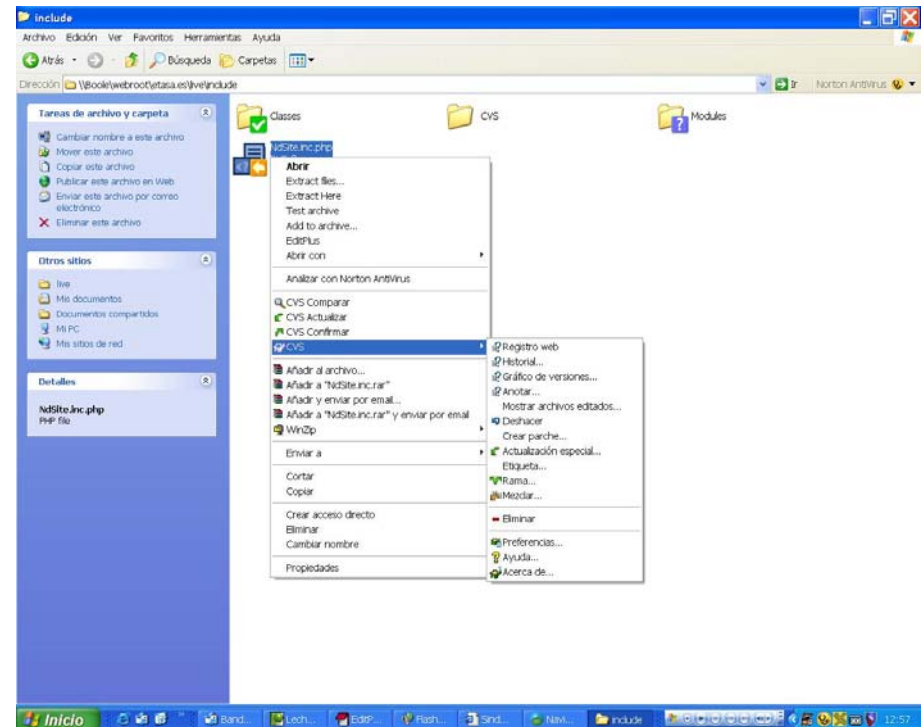 include
Archivo Edición Ver Favoritos Herramientas Ayuda
Atrás Búsqueda Carpetas
Dirección \\Bookie\webroot\etasa.es\live\include Ir Norton AntiVirus
Tareas de archivo y carpeta
Cambiar nombre a este archivo
Mover este archivo
Copiar este archivo
Publicar este archivo en Web
Enviar este archivo por correo
electrónico
Eliminar este archivo
Otros sitios
live
Mis documentos
Documentos compartidos
Mi PC
Mis sitios de red
Detalles
NdSite.inc.php
PHP file
Classes
CVS
Modules
NdSite.inc.php
Abrir
Extract files...
Extract Here
Test archive
Add to archive...
EditPlus
Abrir con
Analizar con Norton AntiVirus
CVS Comparar
CVS Actualizar
CVS Confirmar
CVS
Añadir al archivo...
Añadir a "NdSite.inc.rar"
Añadir y enviar por email...
Añadir a "NdSite.inc.rar" y enviar por email
WinZip
Enviar a
Cortar
Copiar
Crear acceso directo
Eliminar
Cambiar nombre
Propiedades
Registro web
Historial...
Gráfico de versiones...
Anotar...
Mostrar archivos editados...
Deshacer
Crear parche...
Actualización especial...
Etiqueta...
Rama...
Mezclar...
Eliminar
Preferencias...
Ayuda...
Acerca de...
Inicio Band... Lech... EditP... Flash... Sind... Navi... include 12:57